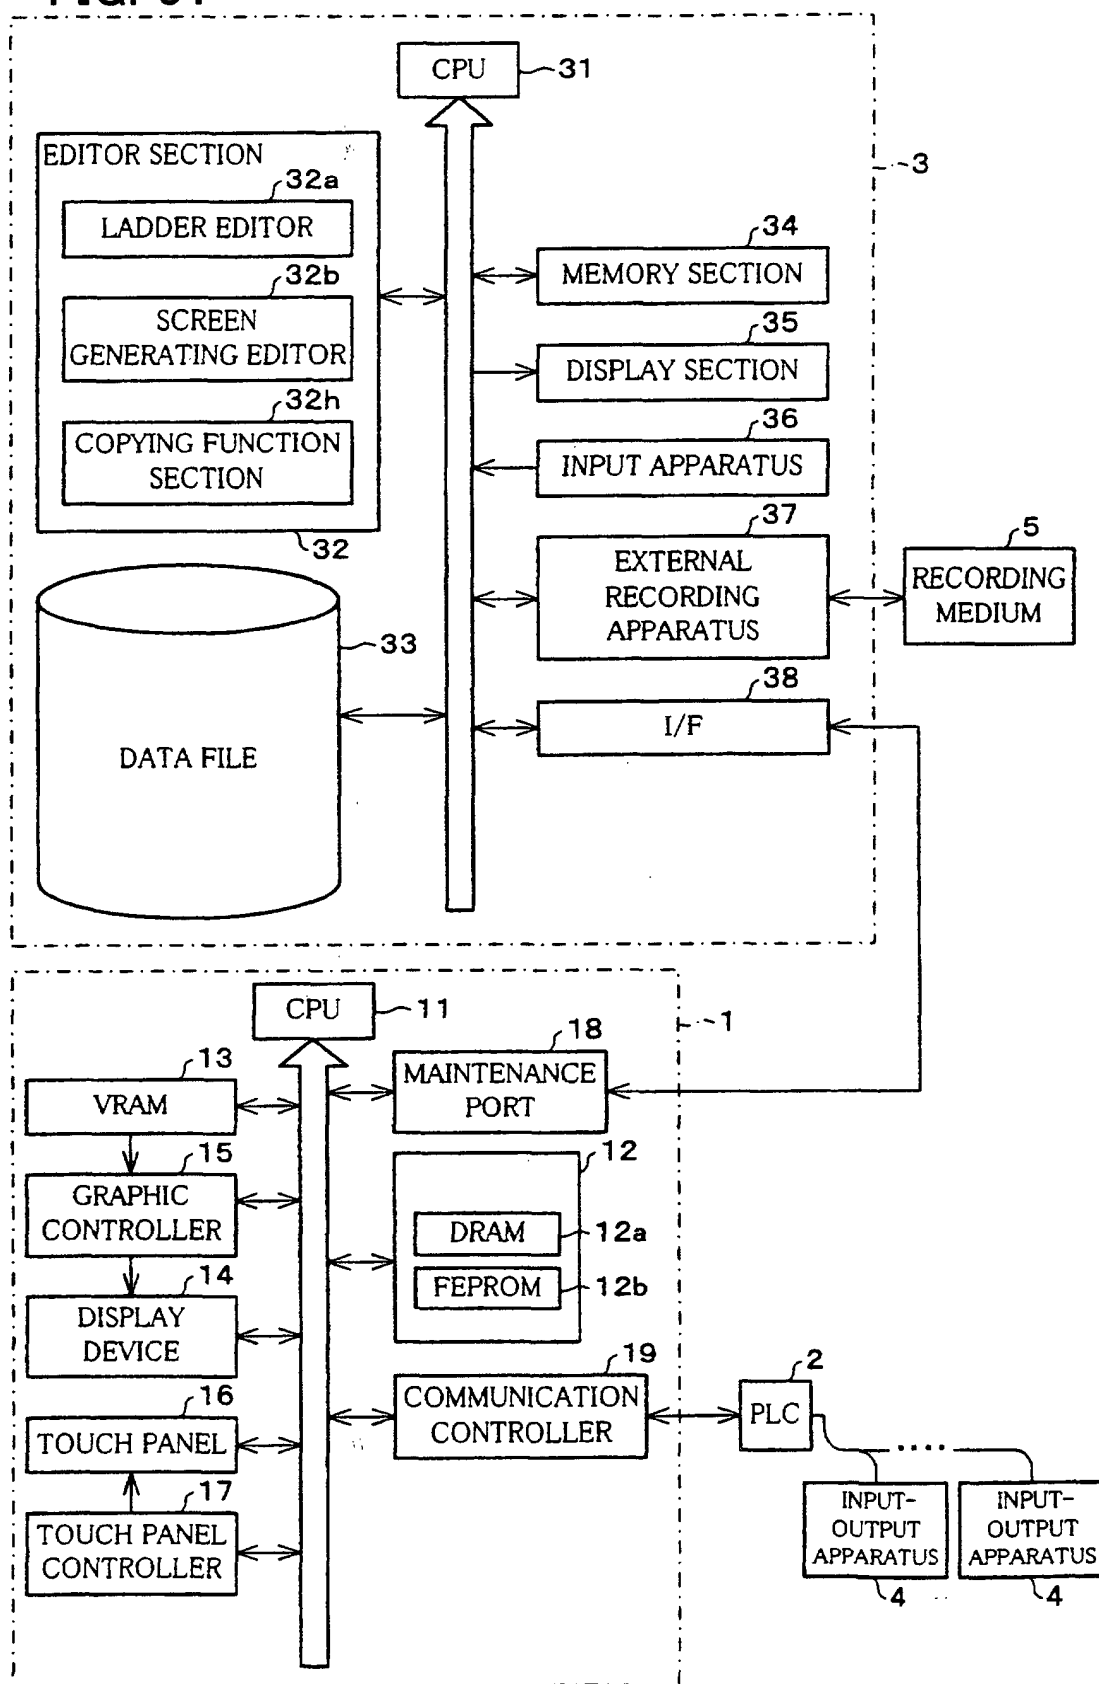 CPU
31
3
EDITOR SECTION
32a
LADDER EDITOR
32b
SCREEN
GENERATING EDITOR
32h
COPYING FUNCTION
SECTION
32
34
MEMORY SECTION
35
DISPLAY SECTION
36
INPUT APPARATUS
37
EXTERNAL
RECORDING
APPARATUS
5
RECORDING
MEDIUM
33
DATA FILE
38
I/F
CPU
11
1
13
VRAM
18
MAINTENANCE
PORT
15
GRAPHIC
CONTROLLER
12
DRAM
12a
FEPROM
12b
14
DISPLAY
DEVICE
16
TOUCH PANEL
19
COMMUNICATION
CONTROLLER
2
PLC
17
TOUCH PANEL
CONTROLLER
INPUT-
OUTPUT
APPARATUS
4
INPUT-
OUTPUT
APPARATUS
4